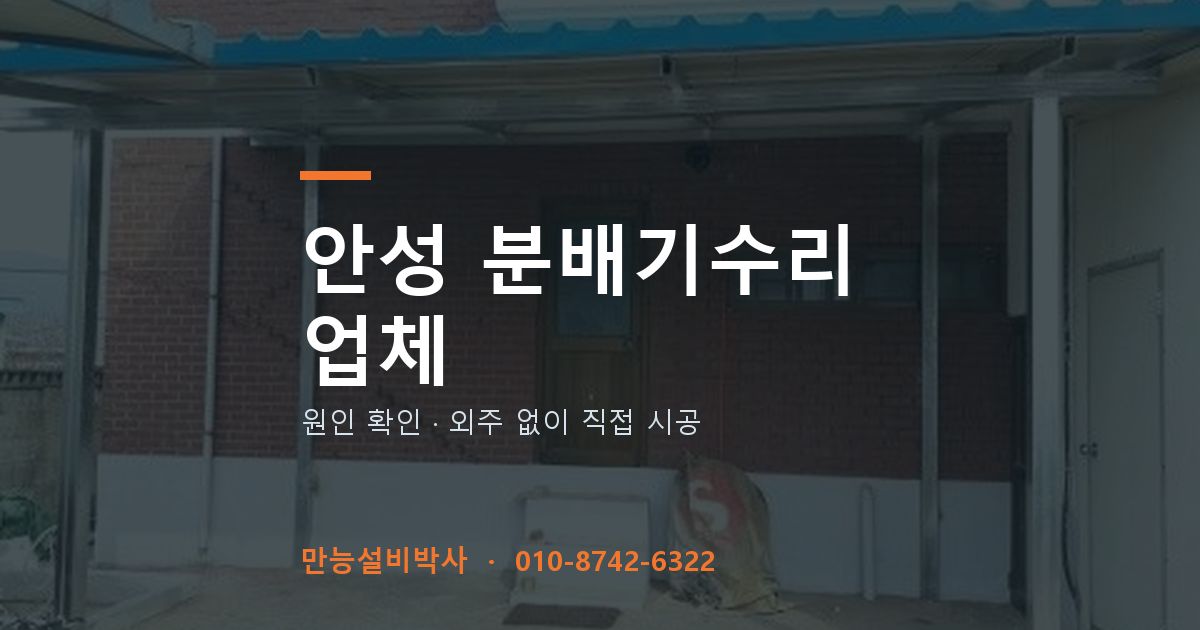 안성 분배기수리
업체
원인 확인 · 외주 없이 직접 시공
S
만능설비박사 · 010-8742-6322